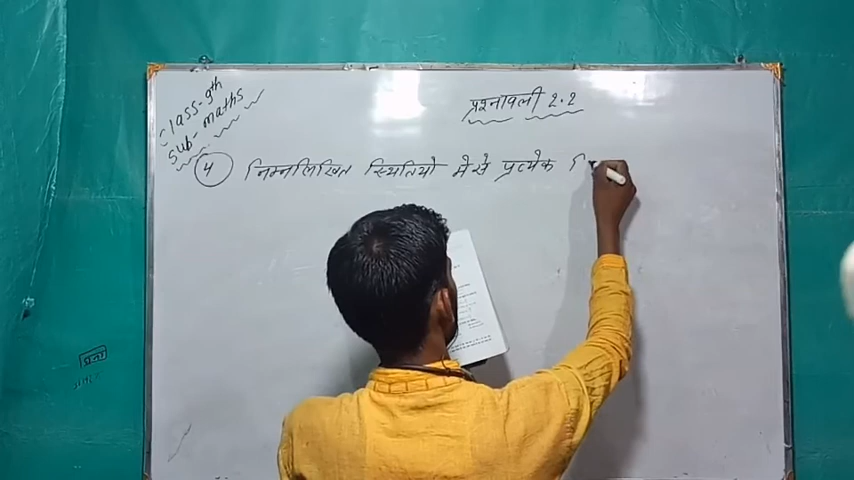 class-9th
sub-maths
प्रश्नावली 2.2
4 निम्नलिखित स्थितियो मेसे प्रत्येक